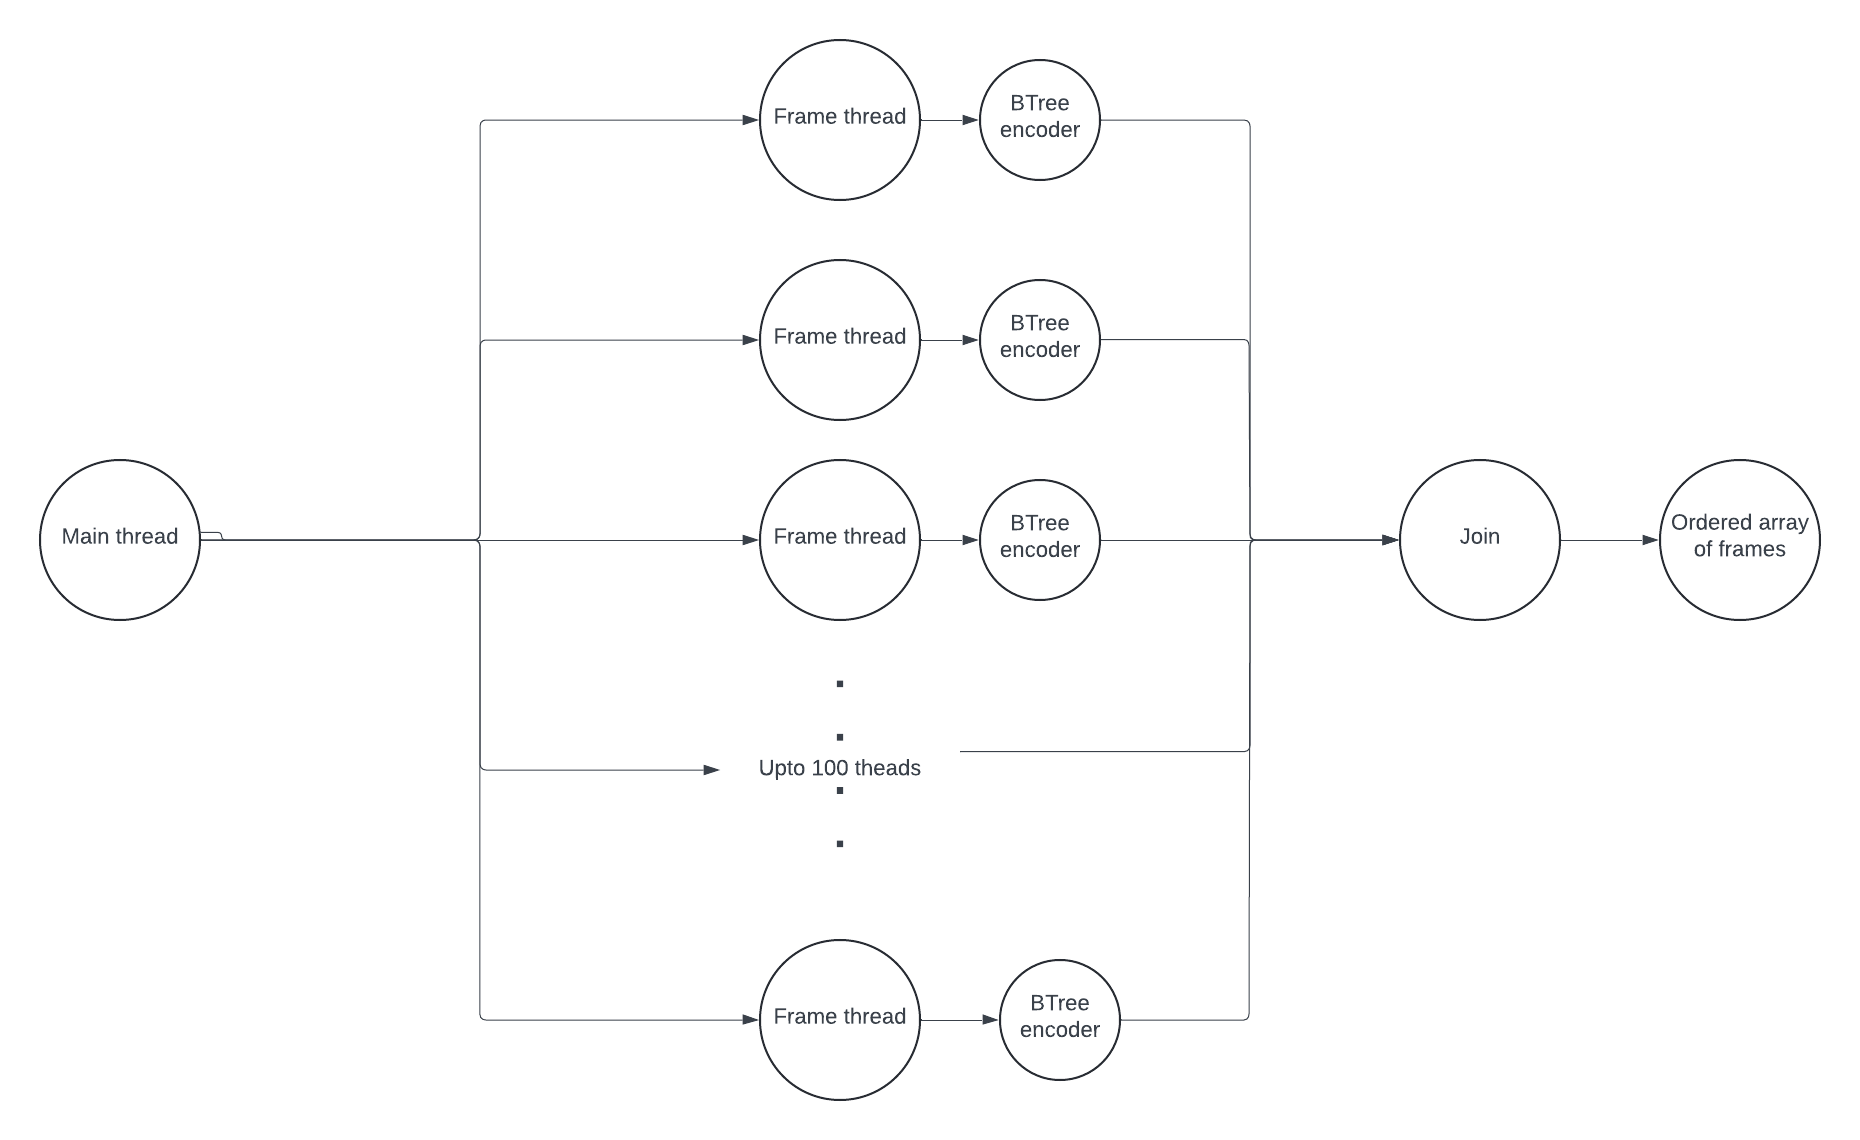 Frame thread
BTree
encoder
Frame thread
BTree
encoder
Main thread
Frame thread
BTree
encoder
Join
Ordered array
of frames
Upto 100 theads
Frame thread
BTree
encoder